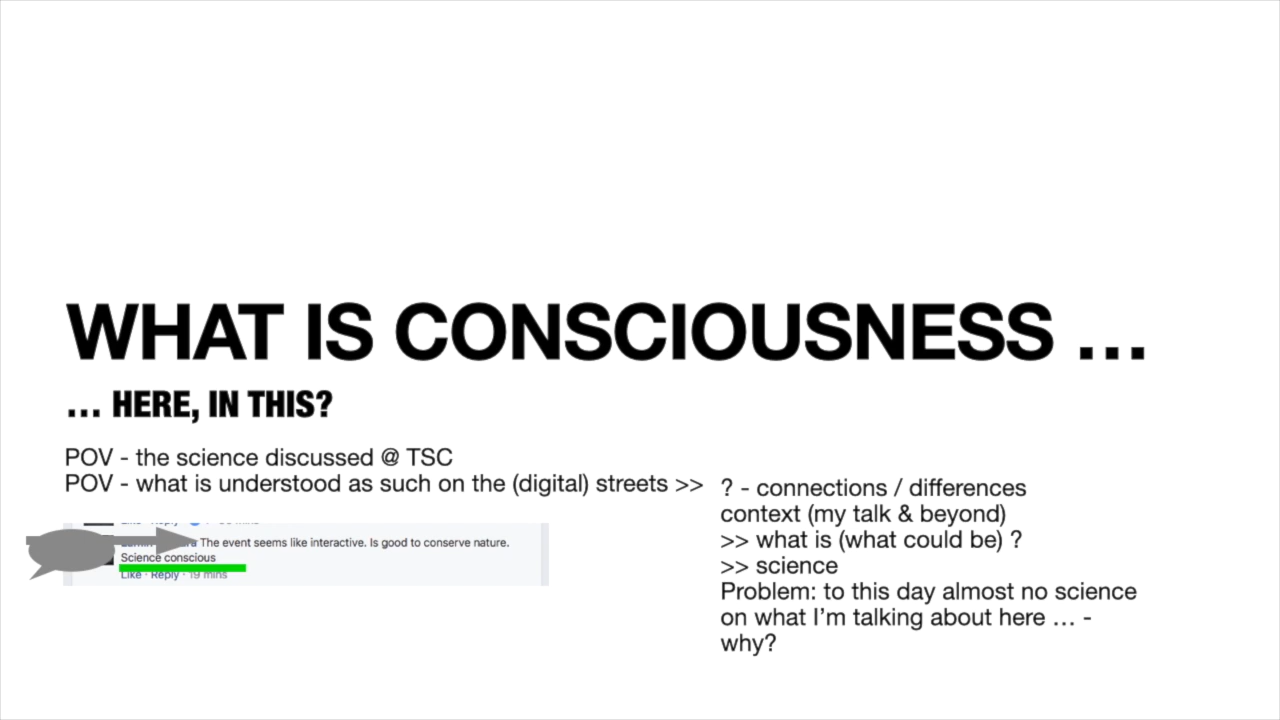 WHAT IS CONSCIOUSNESS …
… HERE, IN THIS?
POV - the science discussed @ TSC
POV - what is understood as such on the (digital) streets >>
The event seems like interactive. Is good to conserve nature.
Science conscious
Like · Reply · 19 mins
? - connections / differences
context (my talk & beyond)
>> what is (what could be) ?
>> science
Problem: to this day almost no science
on what I'm talking about here … -
why?